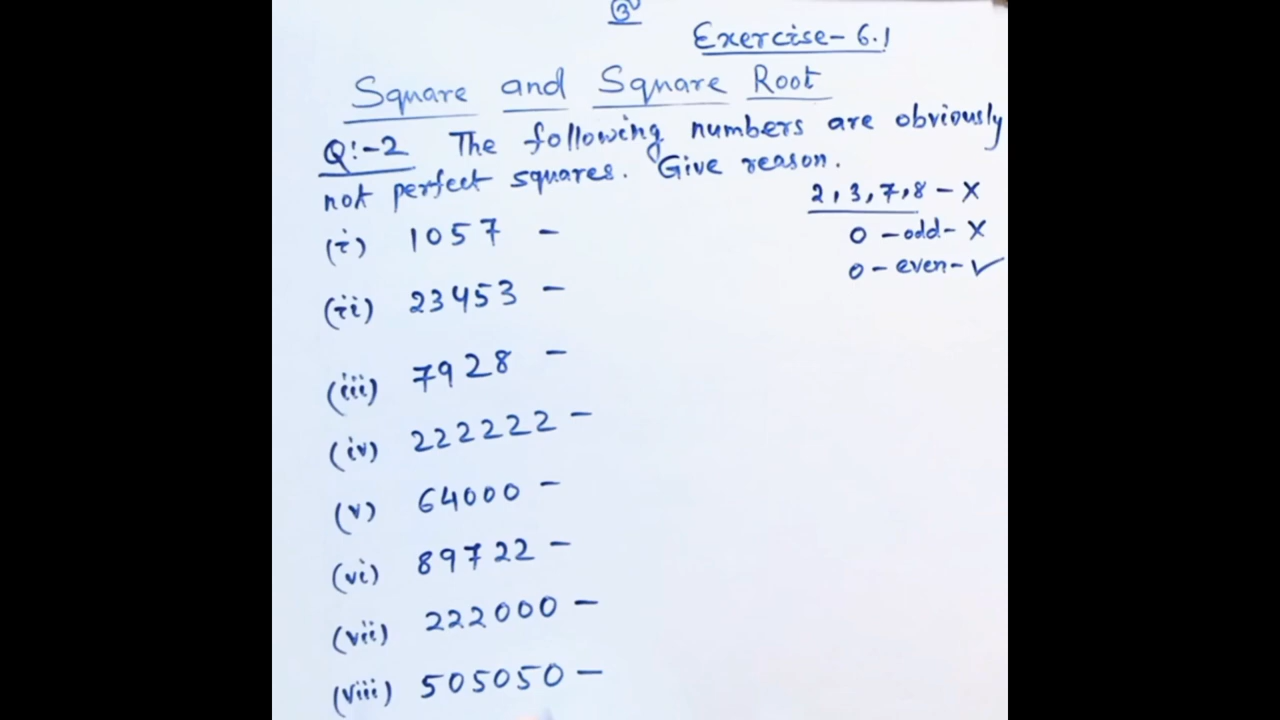 3
Exercise- 6.1
Square and Square Root
Q:-2 The following numbers are obviously
not perfect squares. Give reason.
2, 3, 7, 8 - X
0 - odd - X
0 - even - ✓
(i) 1057 -
(ii) 23453 -
(iii) 7928 -
(iv) 222222 -
(v) 64000 -
(vi) 89722 -
(vii) 222000 -
(viii) 505050 -